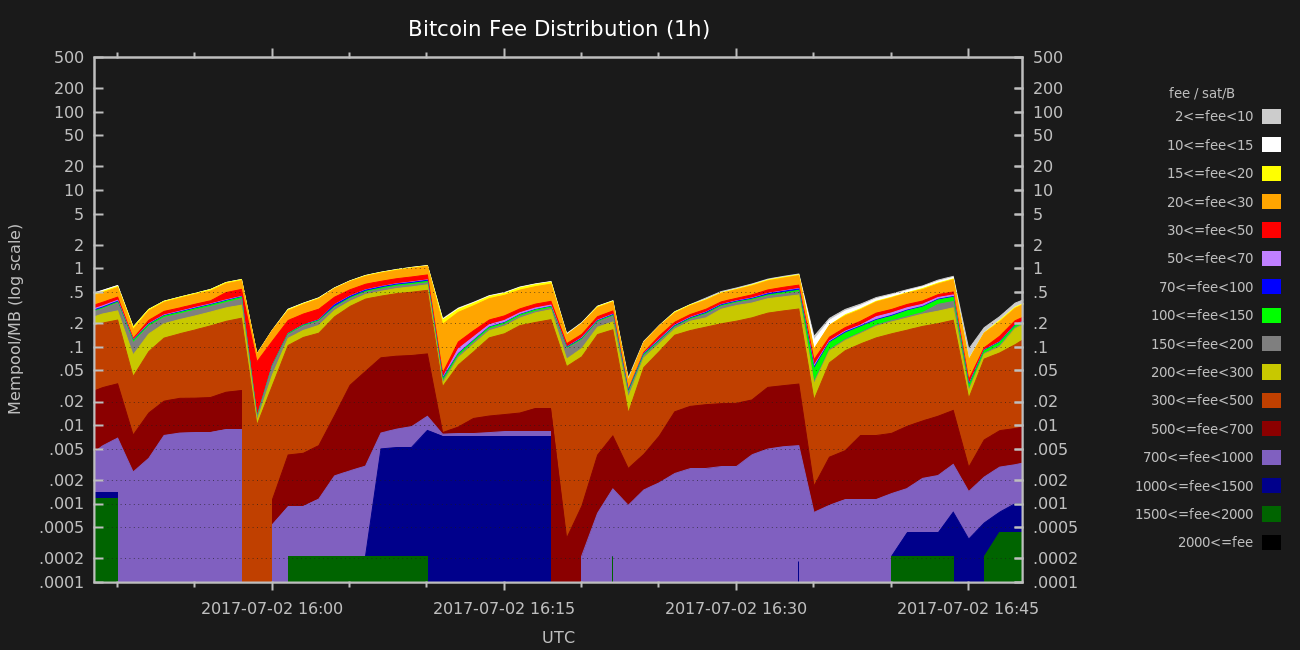 Bitcoin Fee Distribution (1h)
Mempool/MB (log scale)
500
200
100
50
20
10
5
2
1
.5
.2
.1
.05
.02
.01
.005
.002
.001
.0005
.0002
.0001
500
200
100
50
20
10
5
2
1
.5
.2
.1
.05
.02
.01
.005
.002
.001
.0005
.0002
.0001
2017-07-02 16:00
2017-07-02 16:15
2017-07-02 16:30
2017-07-02 16:45
UTC
fee / sat/B
2<=fee<10
10<=fee<15
15<=fee<20
20<=fee<30
30<=fee<50
50<=fee<70
70<=fee<100
100<=fee<150
150<=fee<200
200<=fee<300
300<=fee<500
500<=fee<700
700<=fee<1000
1000<=fee<1500
1500<=fee<2000
2000<=fee